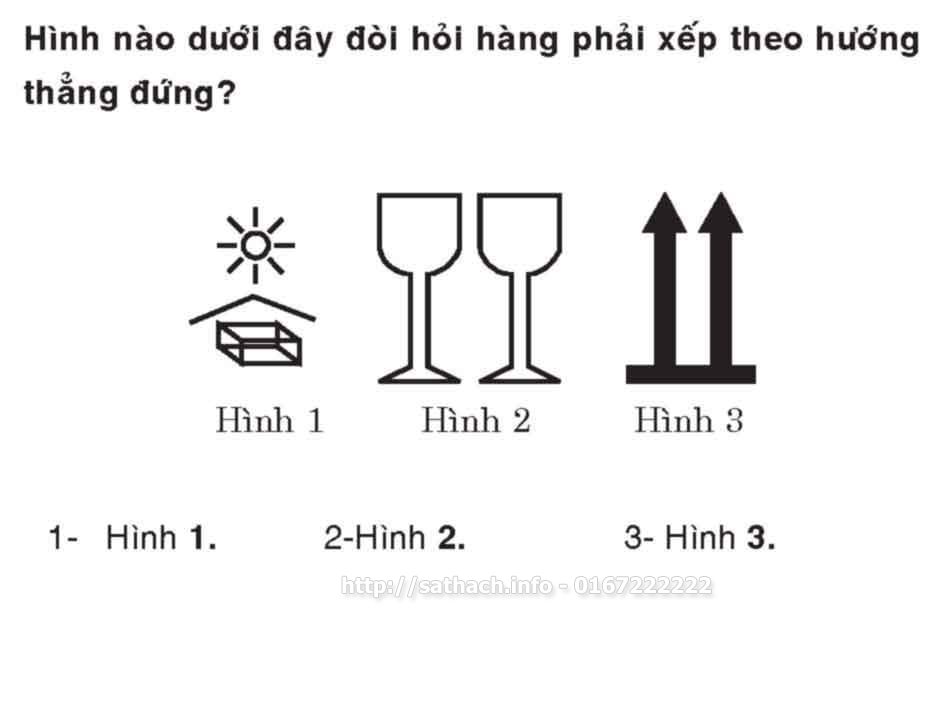 Hình nào dưới đây đòi hỏi hàng phải xếp theo hướng
thẳng đứng?
Hình 1 Hình 2 Hình 3
1- Hình 1. 2-Hình 2. 3- Hình 3.
http://sathach.info - 0167222222